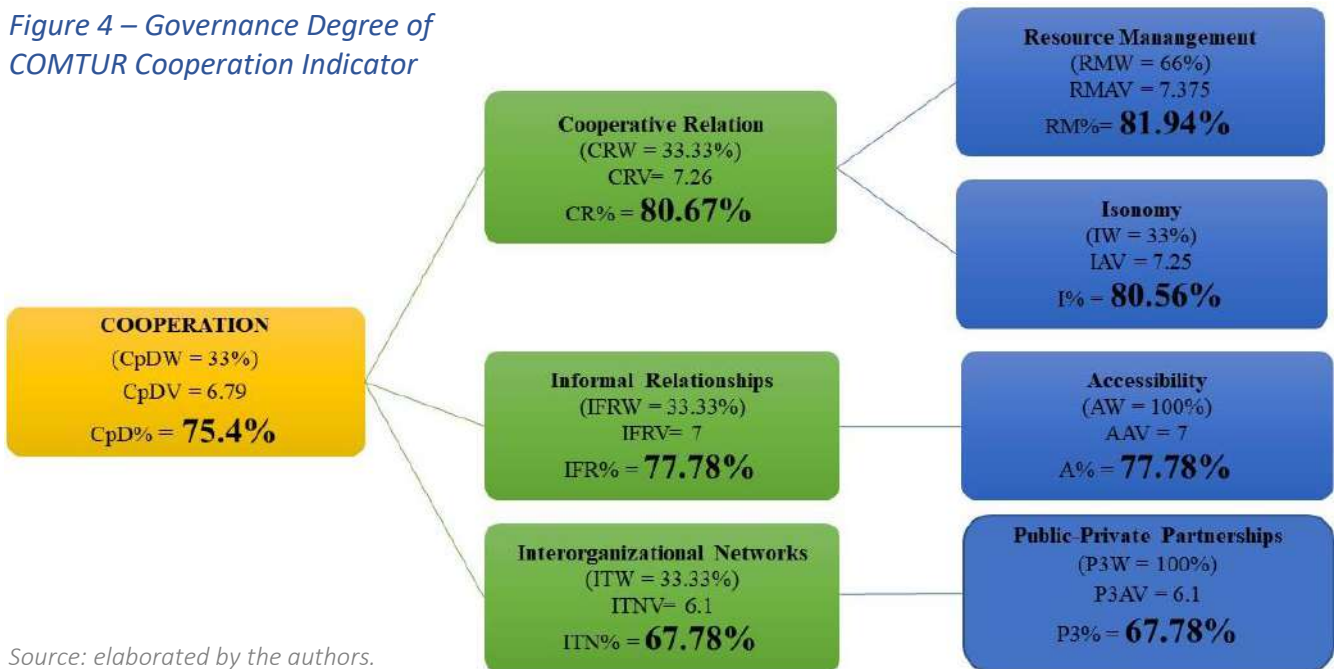 Figure 4 – Governance Degree of
COMTUR Cooperation Indicator
COOPERATION
(CpDW = 33%)
CpDV = 6.79
CpD% = 75.4%
Cooperative Relation
(CRW = 33.33%)
CRV= 7.26
CR% = 80.67%
Informal Relationships
(IFRW = 33.33%)
IFRV= 7
IFR% = 77.78%
Interorganizational Networks
(ITW = 33.33%)
ITNV= 6.1
ITN% = 67.78%
Resource Manangement
(RMW = 66%)
RMAV = 7.375
RM%= 81.94%
Isonomy
(IW = 33%)
IAV = 7.25
I% = 80.56%
Accessibility
(AW = 100%)
AAV = 7
A% = 77.78%
Public-Private Partnerships
(P3W = 100%)
P3AV = 6.1
P3% = 67.78%
Source: elaborated by the authors.